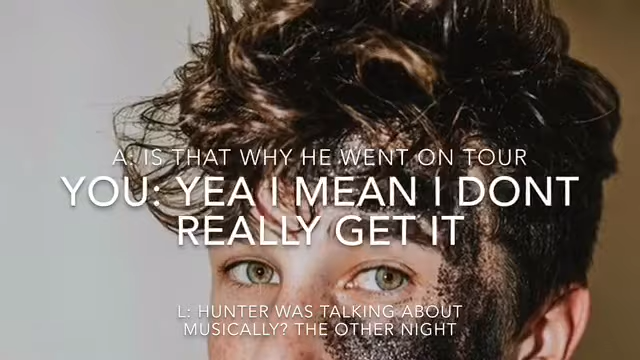 A: IS THAT WHY HE WENT ON TOUR
YOU: YEA I MEAN I DONT
REALLY GET IT
L: HUNTER WAS TALKING ABOUT
MUSICALLY? THE OTHER NIGHT